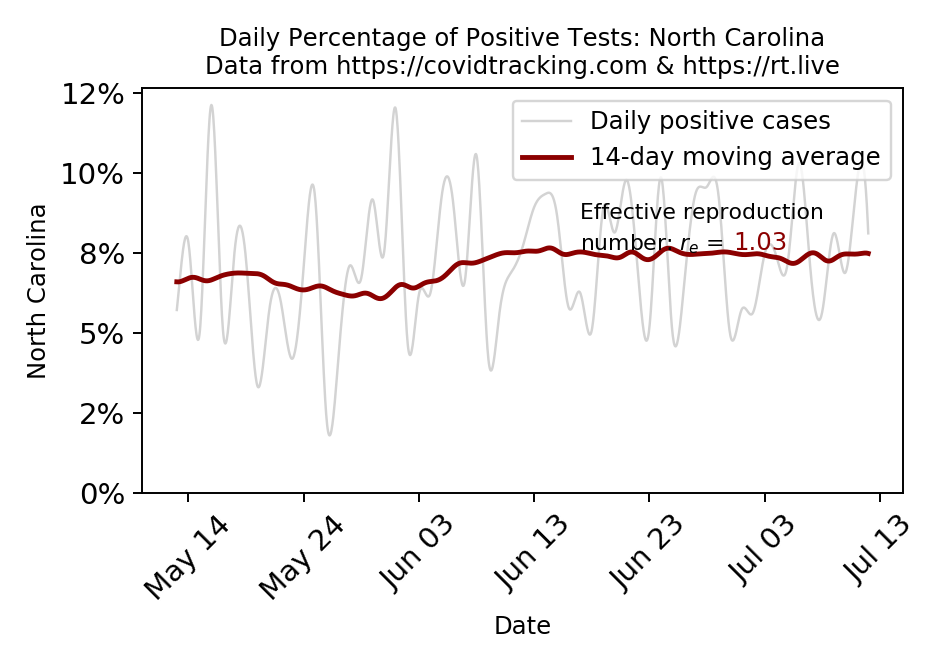 Daily Percentage of Positive Tests: North Carolina
Data from https://covidtracking.com & https://rt.live
12%
10%
8%
5%
2%
0%
North Carolina
Daily positive cases
14-day moving average
Effective reproduction
number: rₑ = 1.03
May 14
May 24
Jun 03
Jun 13
Jun 23
Jul 03
Jul 13
Date